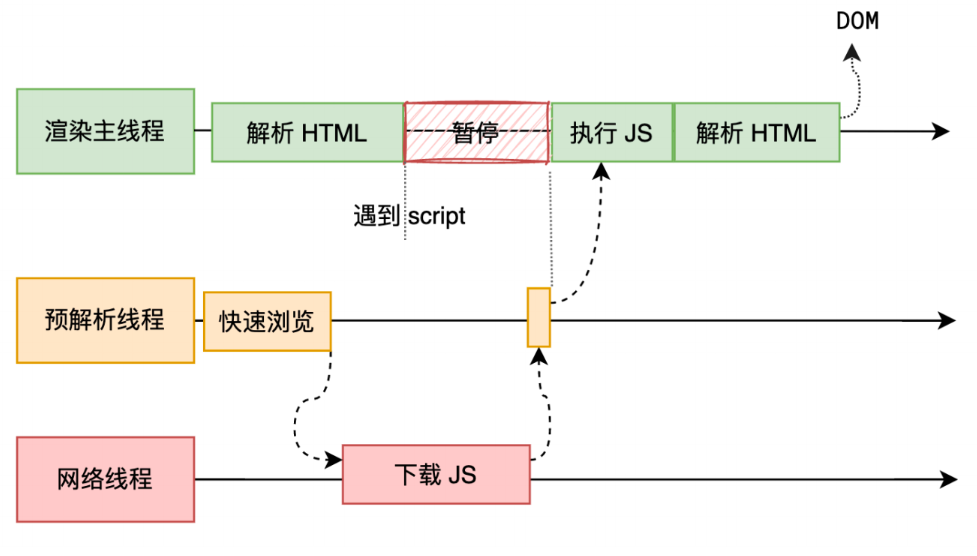 DOM
渲染主线程
解析 HTML
暂停
执行 JS
解析 HTML
遇到 script
预解析线程
快速浏览
网络线程
下载 JS